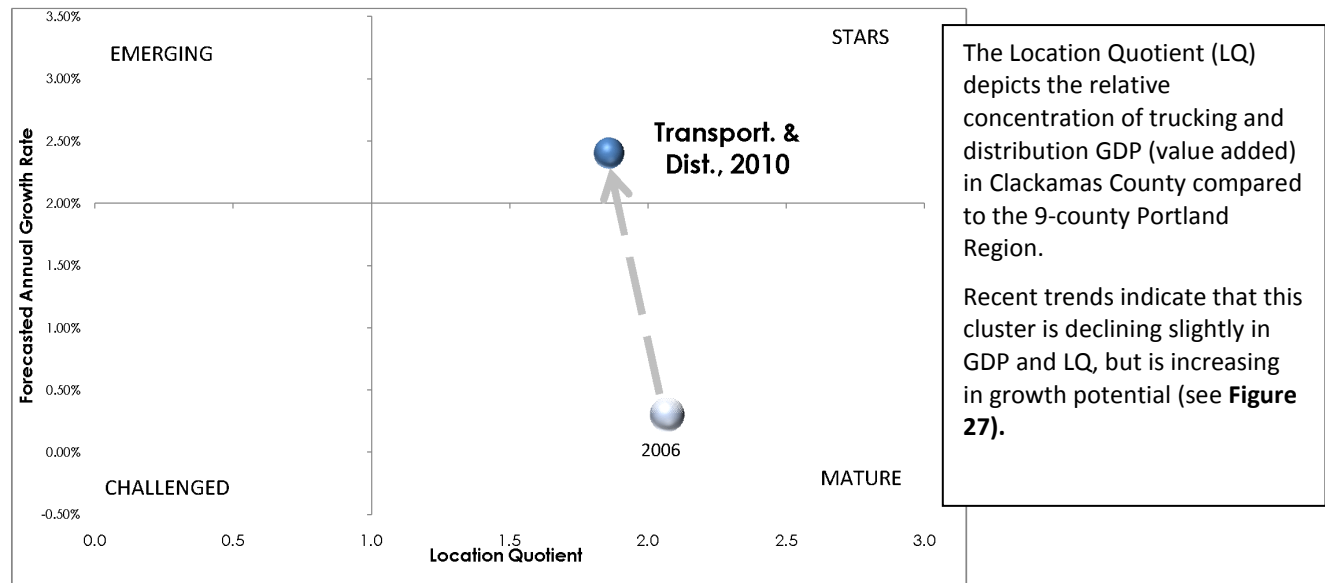 3.50%
3.00%
2.50%
2.00%
1.50%
1.00%
0.50%
0.00%
-0.50%
Forecasted Annual Growth Rate
EMERGING
STARS
Transport. &
Dist., 2010
2006
CHALLENGED
MATURE
0.0
0.5
1.0
1.5
2.0
2.5
3.0
Location Quotient
The Location Quotient (LQ)
depicts the relative
concentration of trucking and
distribution GDP (value added)
in Clackamas County compared
to the 9-county Portland
Region.
Recent trends indicate that this
cluster is declining slightly in
GDP and LQ, but is increasing
in growth potential (see Figure
27).